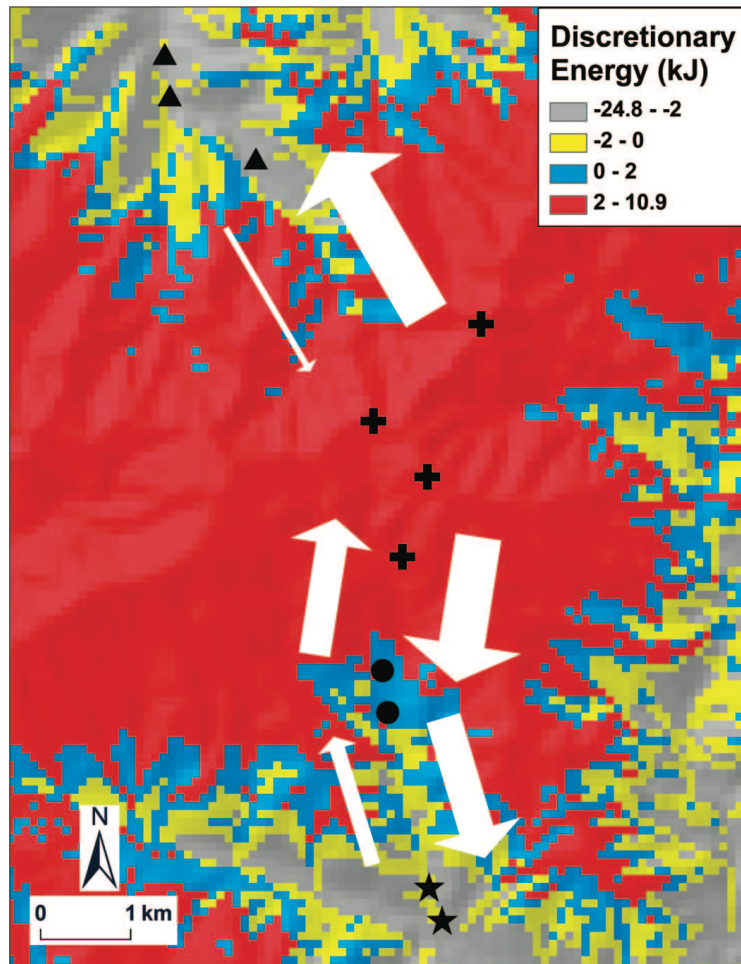 Discretionary
Energy (kJ)
-24.8 - -2
-2 - 0
0 - 2
2 - 10.9
N
0 1 km